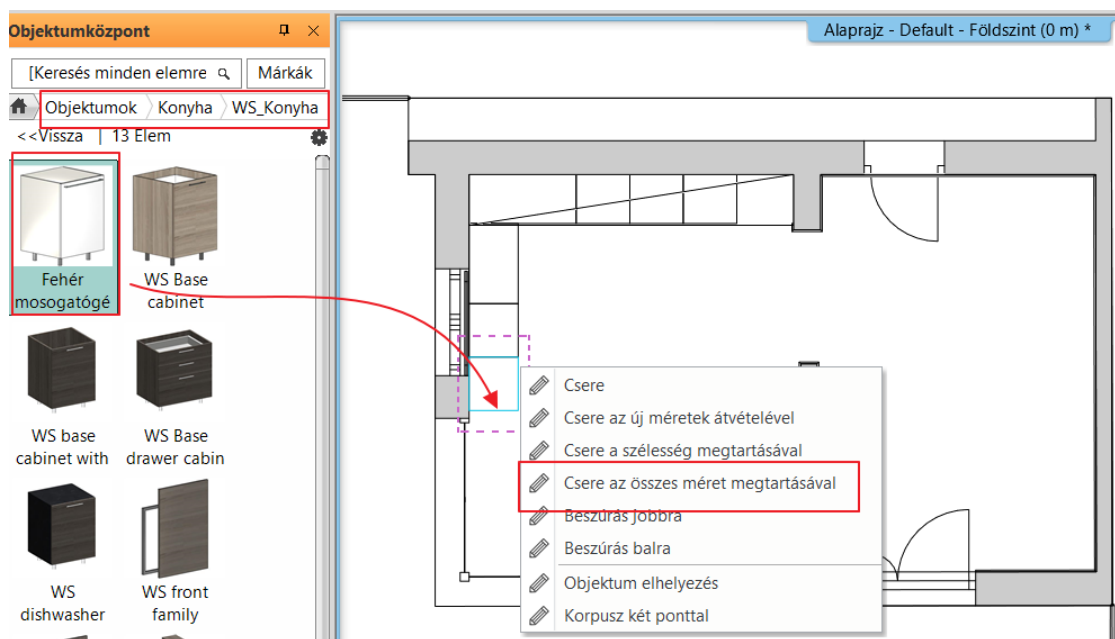 Objektumközpont
[Keresés minden elemre
Márkák
Objektumok
Konyha
WS_Konyha
<<Vissza | 13 Elem
Fehér
mosogatógé
WS Base
cabinet
WS base
cabinet with
WS Base
drawer cabin
WS
dishwasher
WS front
family
Alaprajz - Default - Földszint (0 m) *
Csere
Csere az új méretek átvételével
Csere a szélesség megtartásával
Csere az összes méret megtartásával
Beszúrás jobbra
Beszúrás balra
Objektum elhelyezés
Korpusz két ponttal